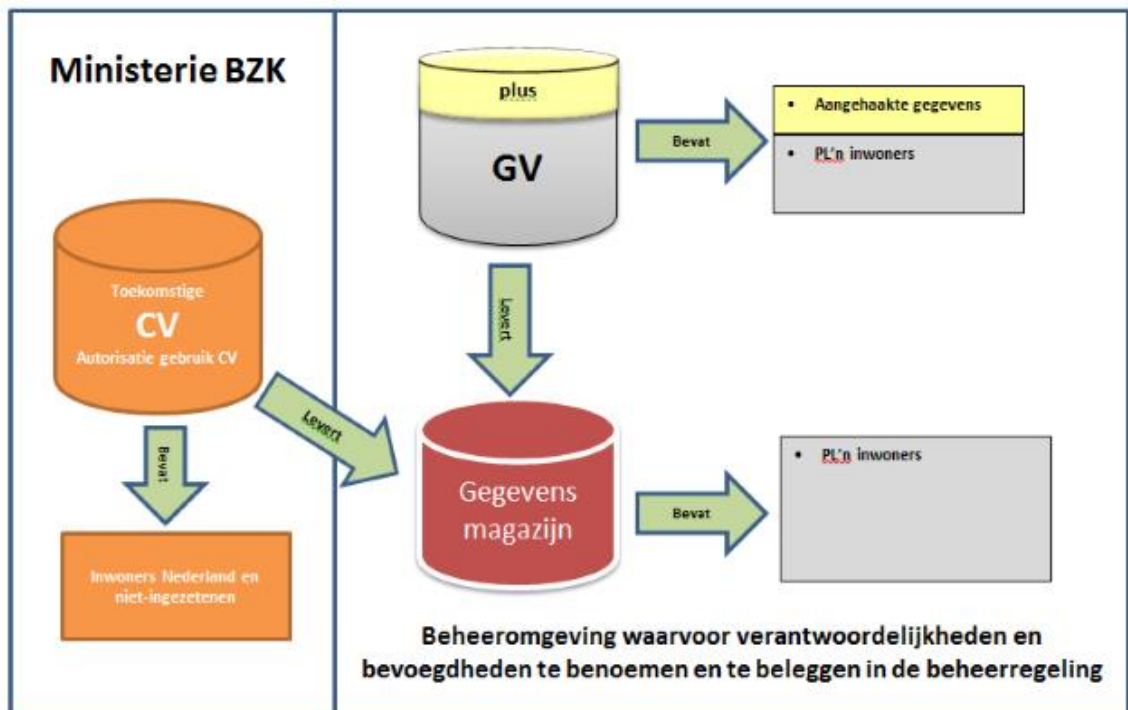 Ministerie BZK
Toekomstige
CV
Autorisatie gebruik CV
Bevat
Inwoners Nederland en
niet-ingezetenen
Levert
plus
GV
Bevat
• Aangehaakte gegevens
• PL'n inwoners
Levert
Gegevens
magazijn
Bevat
• PL'n inwoners
Beheeromgeving waarvoor verantwoordelijkheden en
bevoegdheden te benoemen en te beleggen in de beheerregeling